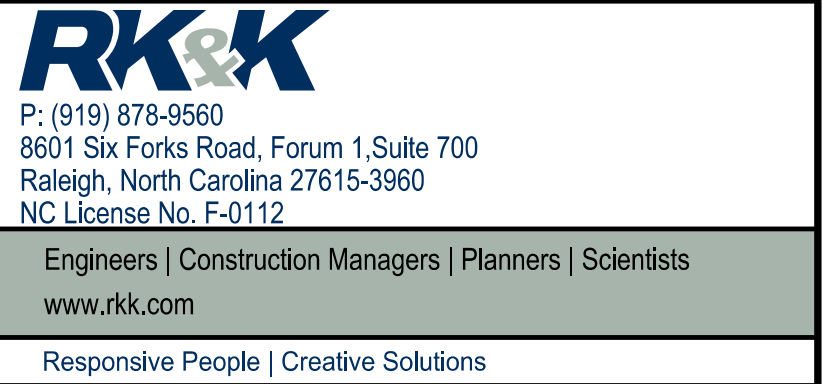 RK&K
P: (919) 878-9560
8601 Six Forks Road, Forum 1,Suite 700
Raleigh, North Carolina 27615-3960
NC License No. F-0112
Engineers | Construction Managers | Planners | Scientists
www.rkk.com
Responsive People | Creative Solutions